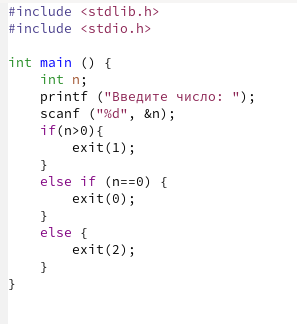 #include <stdlib.h>
#include <stdio.h>

int main () {
    int n;
    printf ("Введите число: ");
    scanf ("%d", &n);
    if(n>0){
        exit(1);
    }
    else if (n==0) {
        exit(0);
    }
    else {
        exit(2);
    }
}